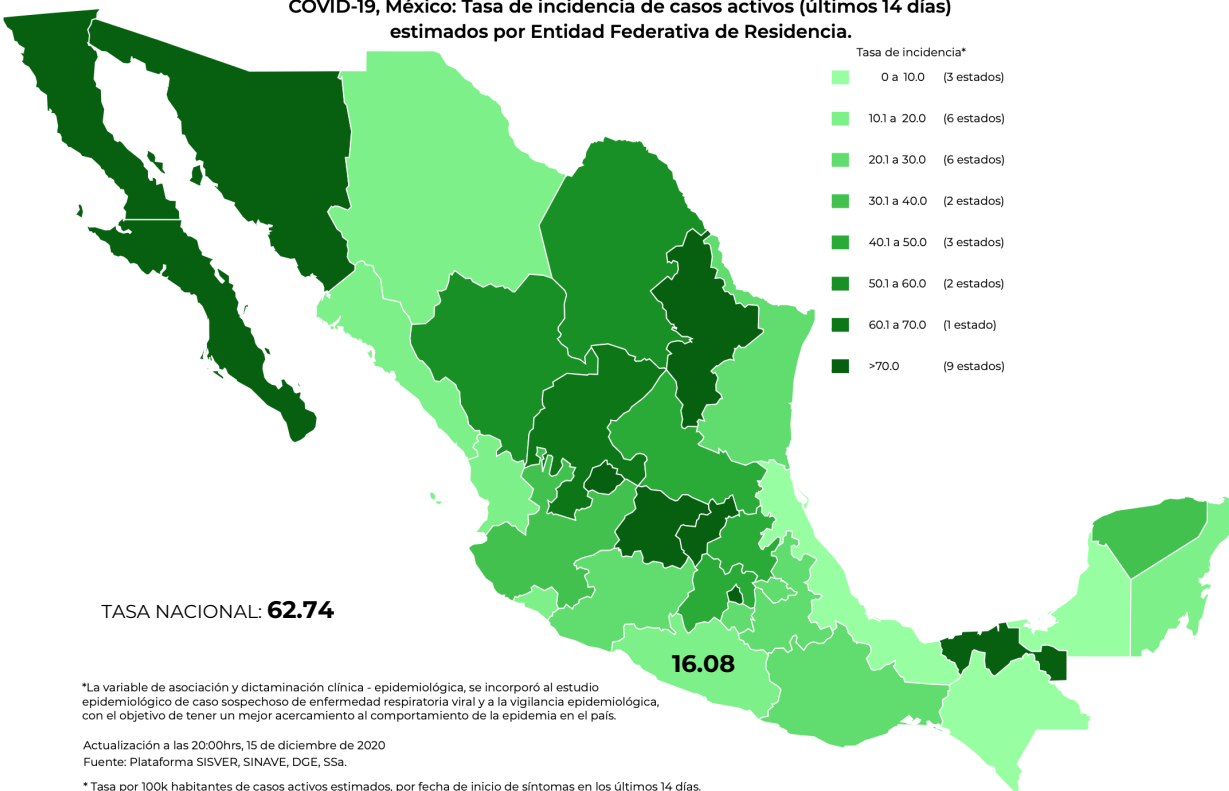 COVID-19, México: Tasa de incidencia de casos activos (últimos 14 días)
estimados por Entidad Federativa de Residencia.
Tasa de incidencia*
0 a 10.0 (3 estados)
10.1 a 20.0 (6 estados)
20.1 a 30.0 (6 estados)
30.1 a 40.0 (2 estados)
40.1 a 50.0 (3 estados)
50.1 a 60.0 (2 estados)
60.1 a 70.0 (1 estado)
>70.0 (9 estados)
TASA NACIONAL: 62.74
16.08
*La variable de asociación y dictaminación clínica - epidemiológica, se incorporó al estudio
epidemiológico de caso sospechoso de enfermedad respiratoria viral y a la vigilancia epidemiológica,
con el objetivo de tener un mejor acercamiento al comportamiento de la epidemia en el país.
Actualización a las 20:00hrs, 15 de diciembre de 2020
Fuente: Plataforma SISVER, SINAVE, DGE, SSa.
* Tasa por 100k habitantes de casos activos estimados, por fecha de inicio de síntomas en los últimos 14 días.